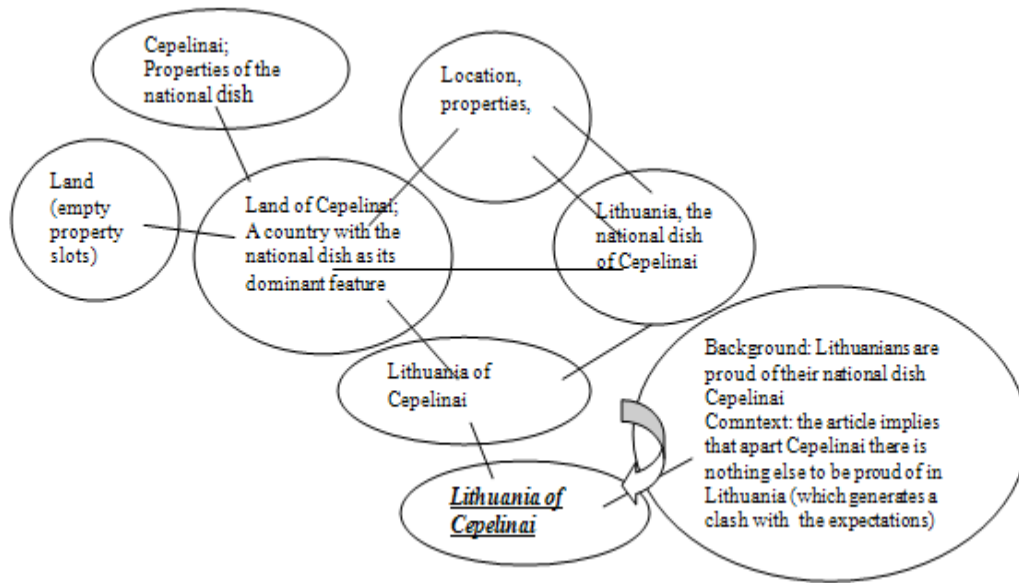 Cepelinai;
Properties of the
national dish
Location,
properties,
Land
(empty
property
slots)
Land of Cepelinai;
A country with the
national dish as its
dominant feature
Lithuania, the
national dish
of Cepelinai
Lithuania of
Cepelinai
Background: Lithuanians are
proud of their national dish
Cepelinai
Comntext: the article implies
that apart Cepelinai there is
nothing else to be proud of in
Lithuania (which generates a
clash with the expectations)
Lithuania of
Cepelinai